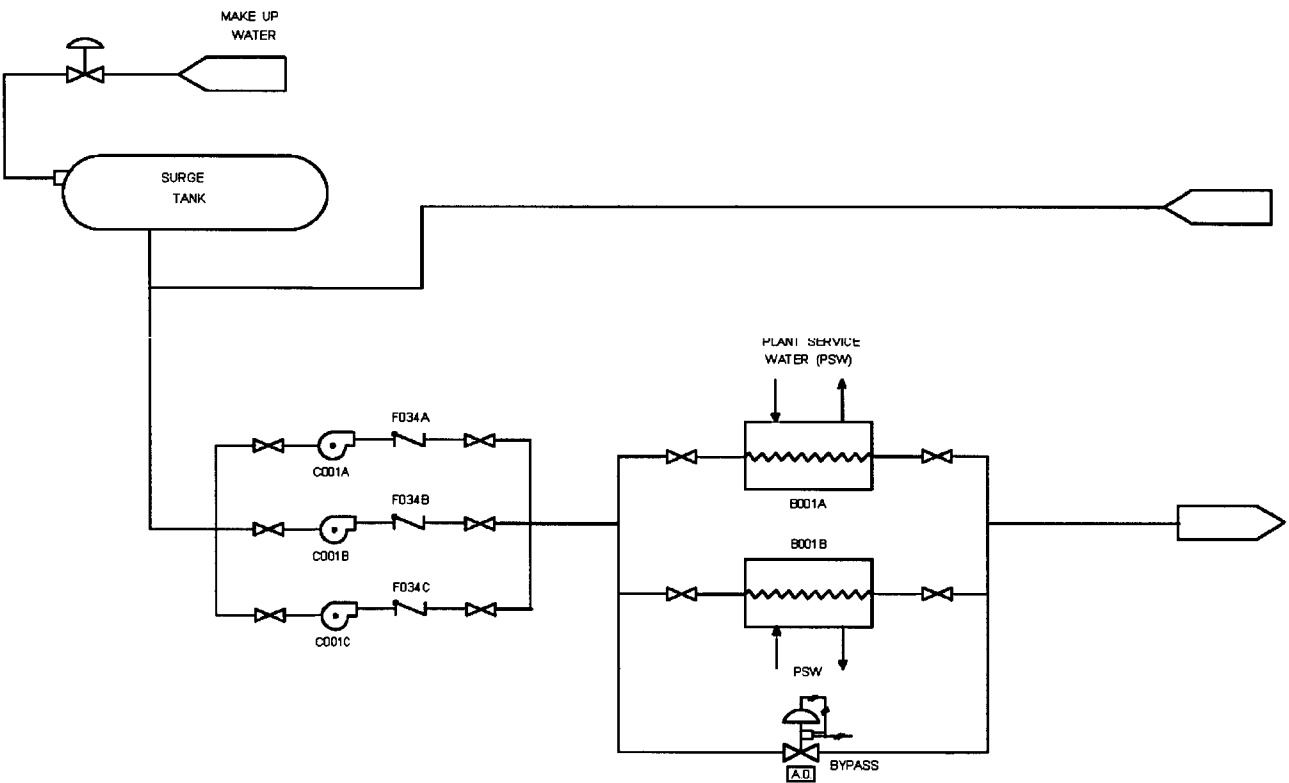 MAKE UP
WATER
SURGE
TANK
PLANT SERVICE
WATER (PSW)
F034A
C001A
B001A
F034B
C001B
B001B
F034C
C001C
PSW
A.O.
BYPASS